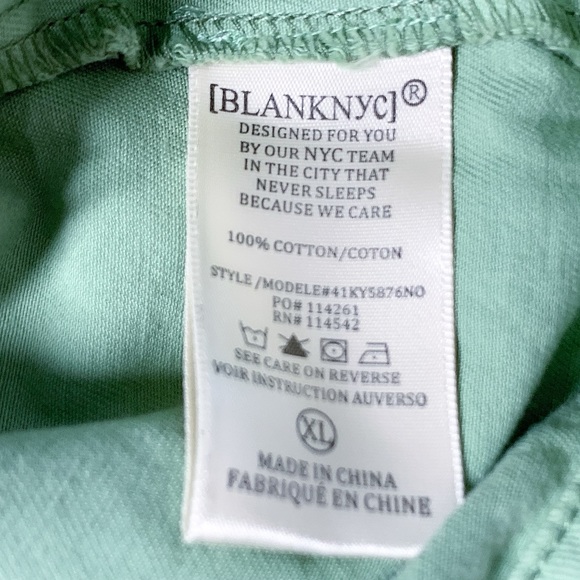 [BLANKNYC]®
DESIGNED FOR YOU
BY OUR NYC TEAM
IN THE CITY THAT
NEVER SLEEPS
BECAUSE WE CARE
100% COTTON/COTON
STYLE/MODELE#41KY5876NO
PO# 114261
RN# 114542
SEE CARE ON REVERSE
VOIR INSTRUCTION AUVERSO
XL
MADE IN CHINA
FABRIQUÉ EN CHINE